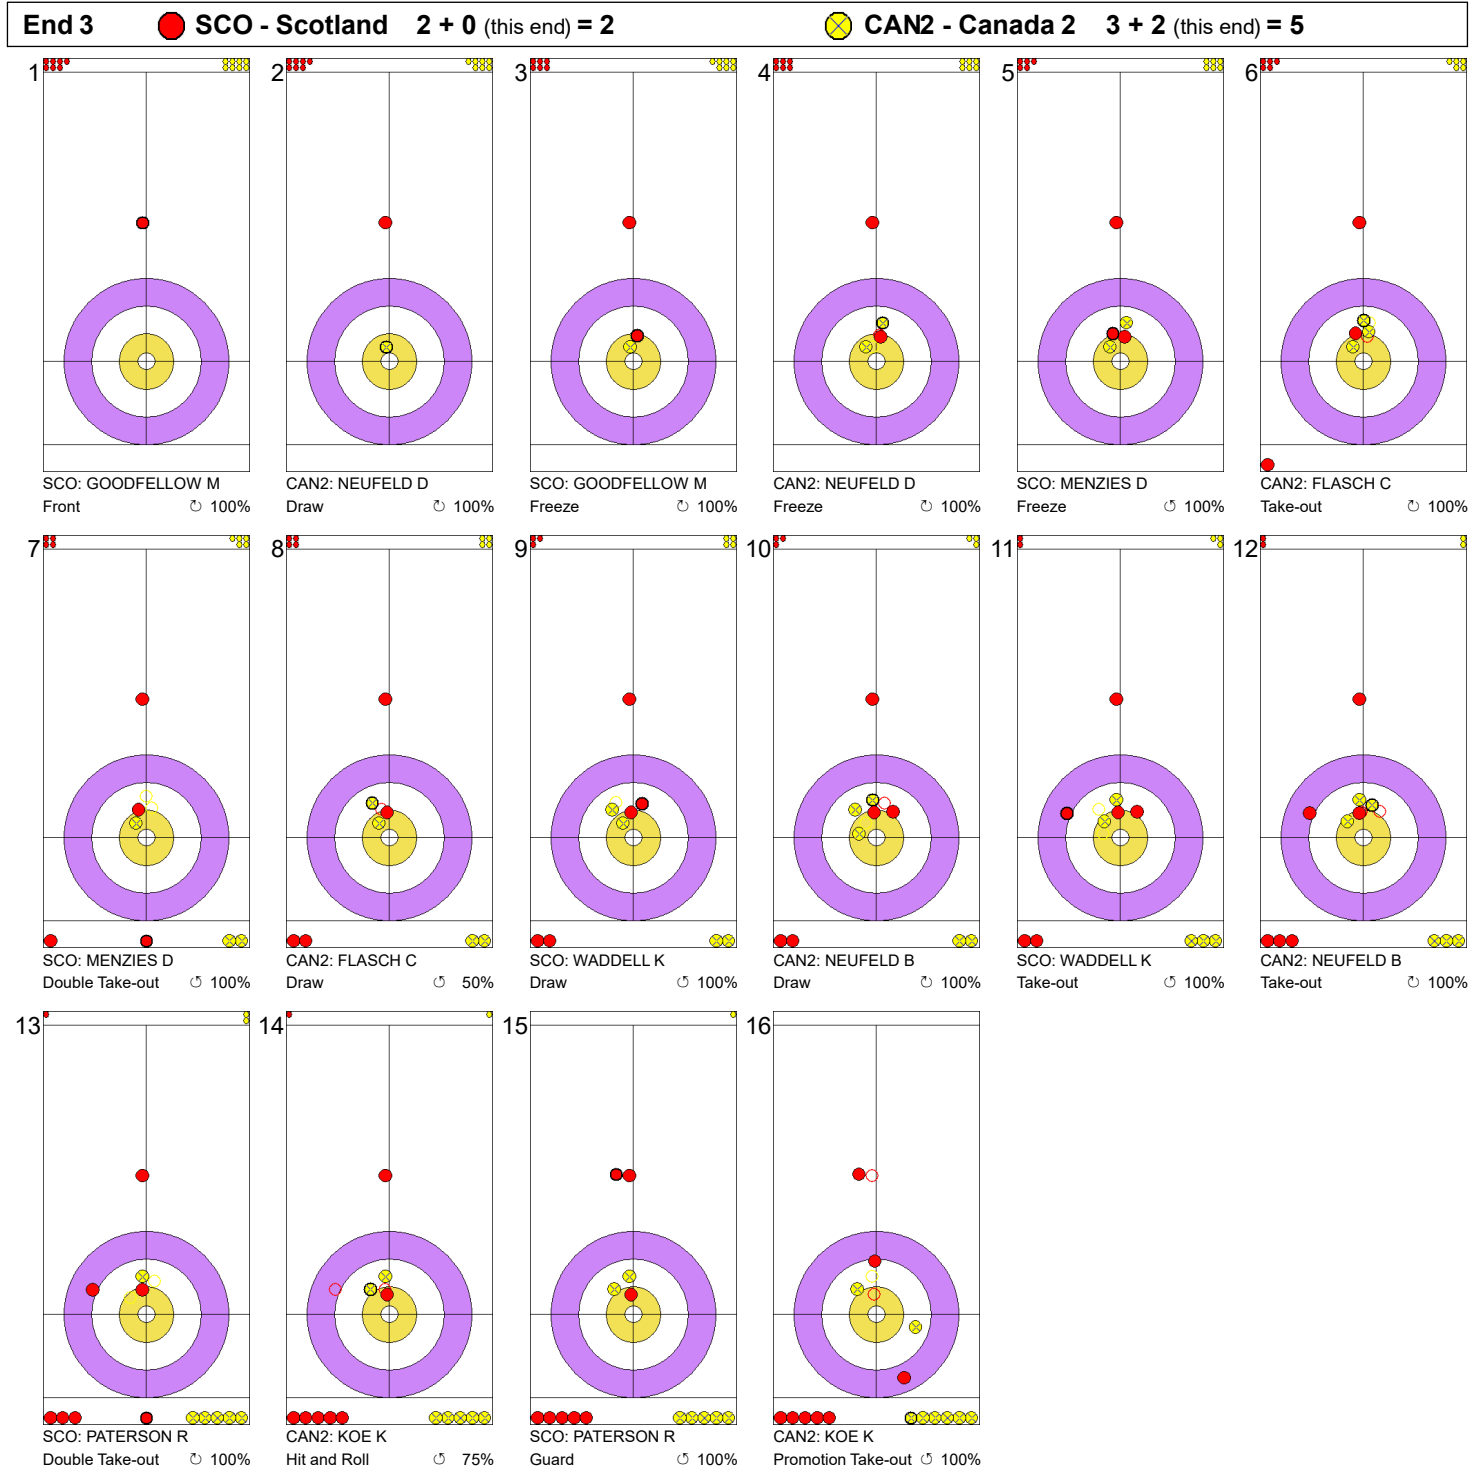 End 3 SCO - Scotland 2 + 0 (this end) = 2 CAN2 - Canada 2 3 + 2 (this end) = 5
1 2 3 4 5 6
SCO: GOODFELLOW M CAN2: NEUFELD D SCO: GOODFELLOW M CAN2: NEUFELD D SCO: MENZIES D CAN2: FLASCH C
Front ↻ 100% Draw ↻ 100% Freeze ↻ 100% Freeze ↻ 100% Freeze ↻ 100% Take-out ↻ 100%
7 8 9 10 11 12
SCO: MENZIES D CAN2: FLASCH C SCO: WADDELL K CAN2: NEUFELD B SCO: WADDELL K CAN2: NEUFELD B
Double Take-out ↺ 100% Draw ↺ 50% Draw ↺ 100% Draw ↻ 100% Take-out ↺ 100% Take-out ↻ 100%
13 14 15 16
SCO: PATERSON R CAN2: KOE K SCO: PATERSON R CAN2: KOE K
Double Take-out ↻ 100% Hit and Roll ↺ 75% Guard ↺ 100% Promotion Take-out ↺ 100%